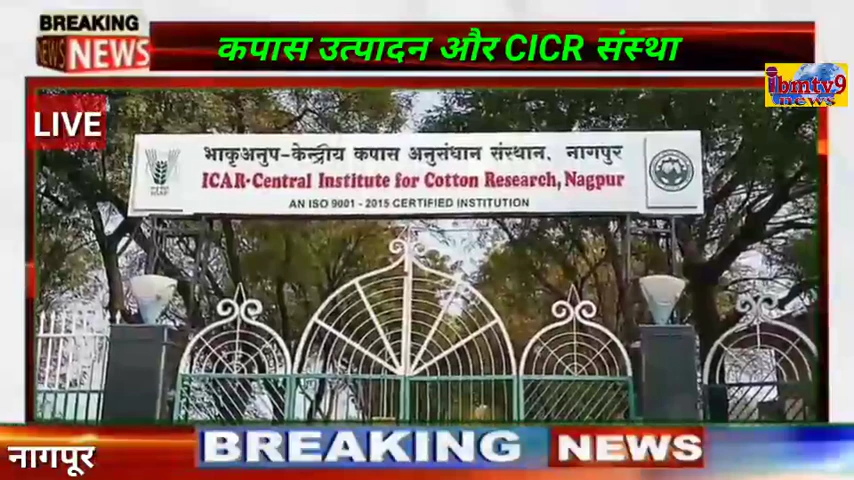 BREAKING
NEWS NEWS
कपास उत्पादन और CICR संस्था
ibmtv9
news
LIVE
भाकृअनुप-केन्द्रीय कपास अनुसंधान संस्थान, नागपुर
ICAR-Central Institute for Cotton Research, Nagpur
AN ISO 9001 - 2015 CERTIFIED INSTITUTION
नागपूर
BREAKING NEWS